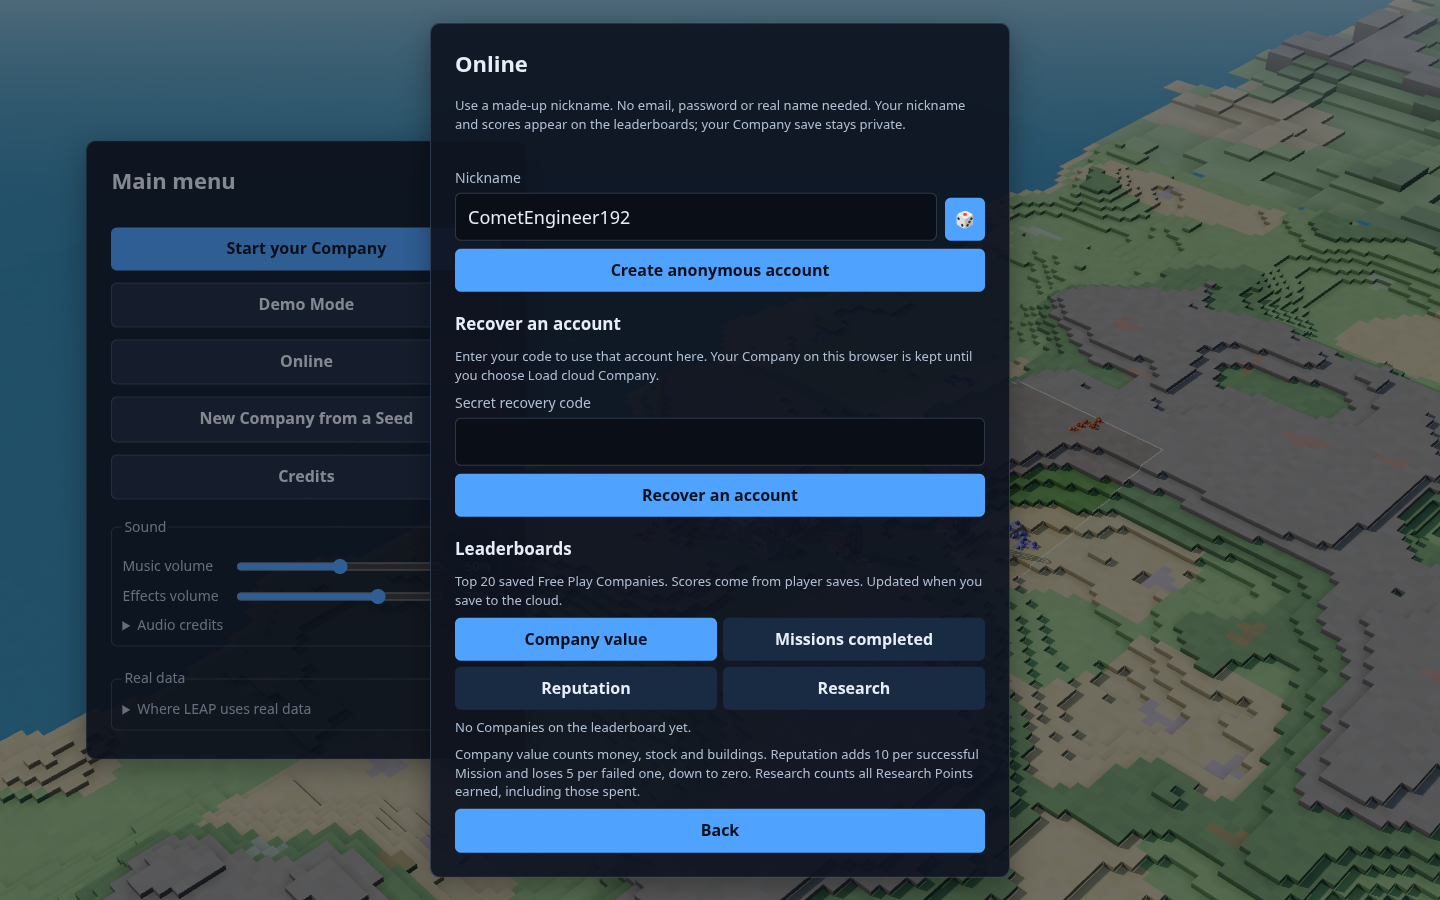 Online
Use a made-up nickname. No email, password or real name needed. Your nickname
and scores appear on the leaderboards; your Company save stays private.
Nickname
CometEngineer192
Create anonymous account
Recover an account
Enter your code to use that account here. Your Company on this browser is kept until
you choose Load cloud Company.
Secret recovery code
Recover an account
Leaderboards
Top 20 saved Free Play Companies. Scores come from player saves. Updated when you
save to the cloud.
Company value
Missions completed
Reputation
Research
No Companies on the leaderboard yet.
Company value counts money, stock and buildings. Reputation adds 10 per successful
Mission and loses 5 per failed one, down to zero. Research counts all Research Points
earned, including those spent.
Back
Main menu
Start your Company
Demo Mode
Online
New Company from a Seed
Credits
Sound
Music volume
Effects volume
Audio credits
Real data
Where LEAP uses real data